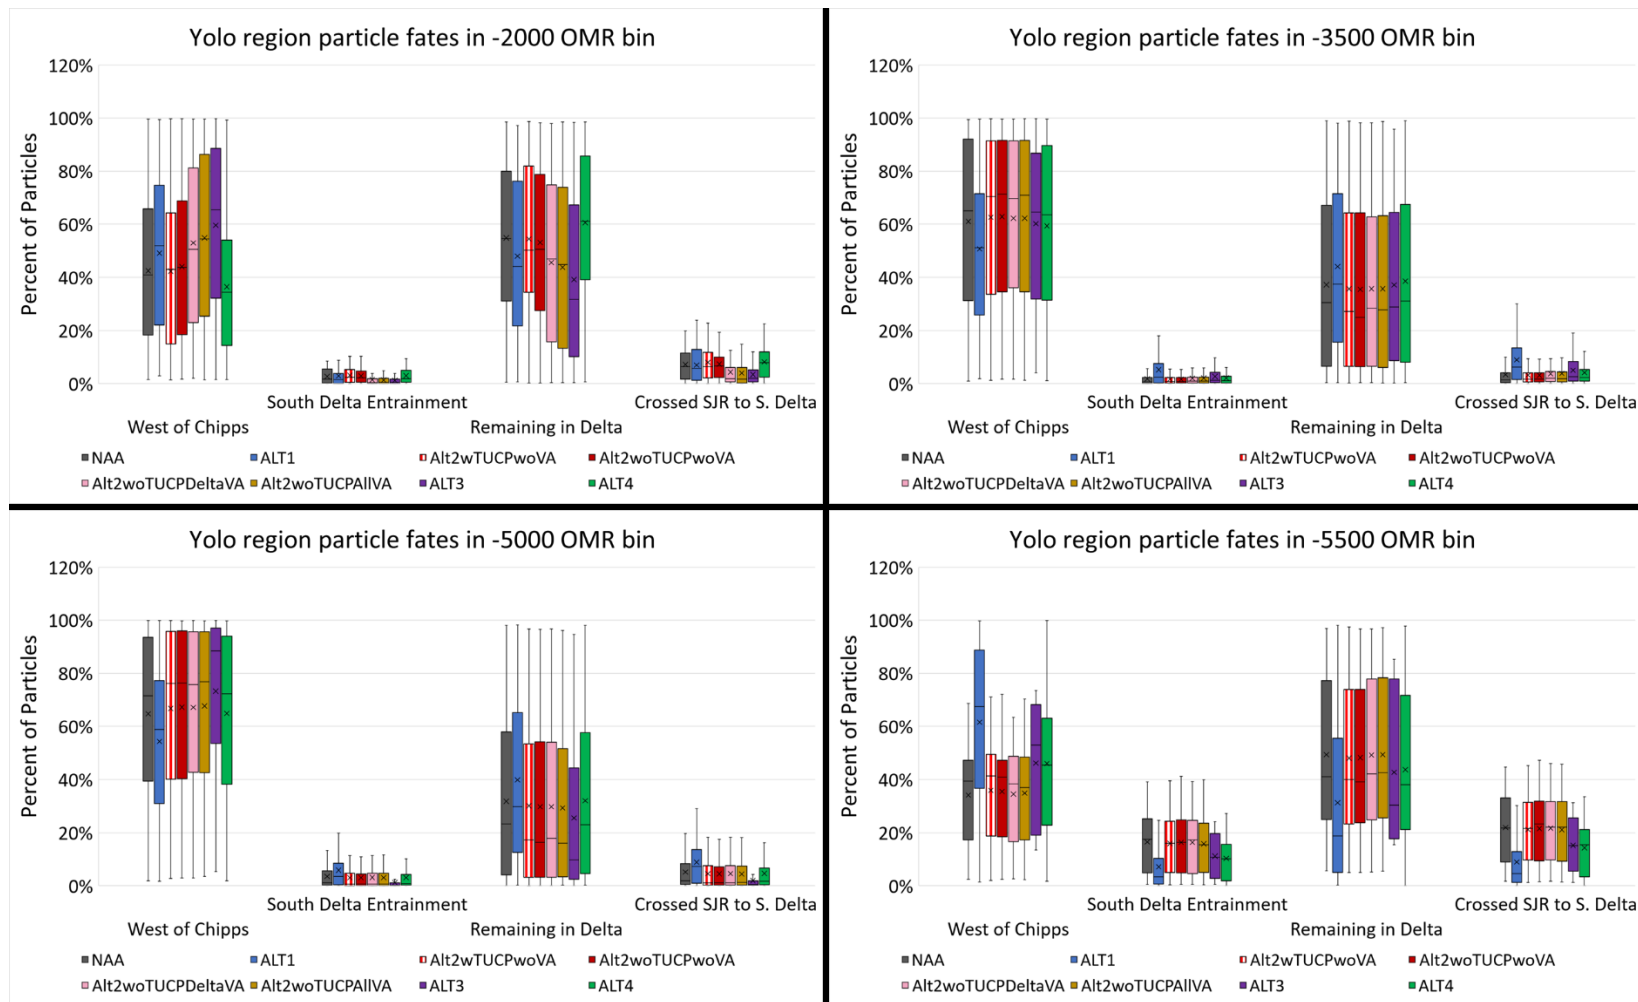 Yolo region particle fates in -2000 OMR bin
120%
100%
80%
60%
40%
20%
0%
Percent of Particles
South Delta Entrainment
Crossed SJR to S. Delta
West of Chipps
Remaining in Delta
NAA
ALT1
Alt2wTUCPwoVA
Alt2woTUCPwoVA
Alt2woTUCPDeltaVA
Alt2woTUCPAllVA
ALT3
ALT4
Yolo region particle fates in -3500 OMR bin
120%
100%
80%
60%
40%
20%
0%
Percent of Particles
South Delta Entrainment
Crossed SJR to S. Delta
West of Chipps
Remaining in Delta
NAA
ALT1
Alt2wTUCPwoVA
Alt2woTUCPwoVA
Alt2woTUCPDeltaVA
Alt2woTUCPAllVA
ALT3
ALT4
Yolo region particle fates in -5000 OMR bin
120%
100%
80%
60%
40%
20%
0%
Percent of Particles
South Delta Entrainment
Crossed SJR to S. Delta
West of Chipps
Remaining in Delta
NAA
ALT1
Alt2wTUCPwoVA
Alt2woTUCPwoVA
Alt2woTUCPDeltaVA
Alt2woTUCPAllVA
ALT3
ALT4
Yolo region particle fates in -5500 OMR bin
120%
100%
80%
60%
40%
20%
0%
Percent of Particles
South Delta Entrainment
Crossed SJR to S. Delta
West of Chipps
Remaining in Delta
NAA
ALT1
Alt2wTUCPwoVA
Alt2woTUCPwoVA
Alt2woTUCPDeltaVA
Alt2woTUCPAllVA
ALT3
ALT4